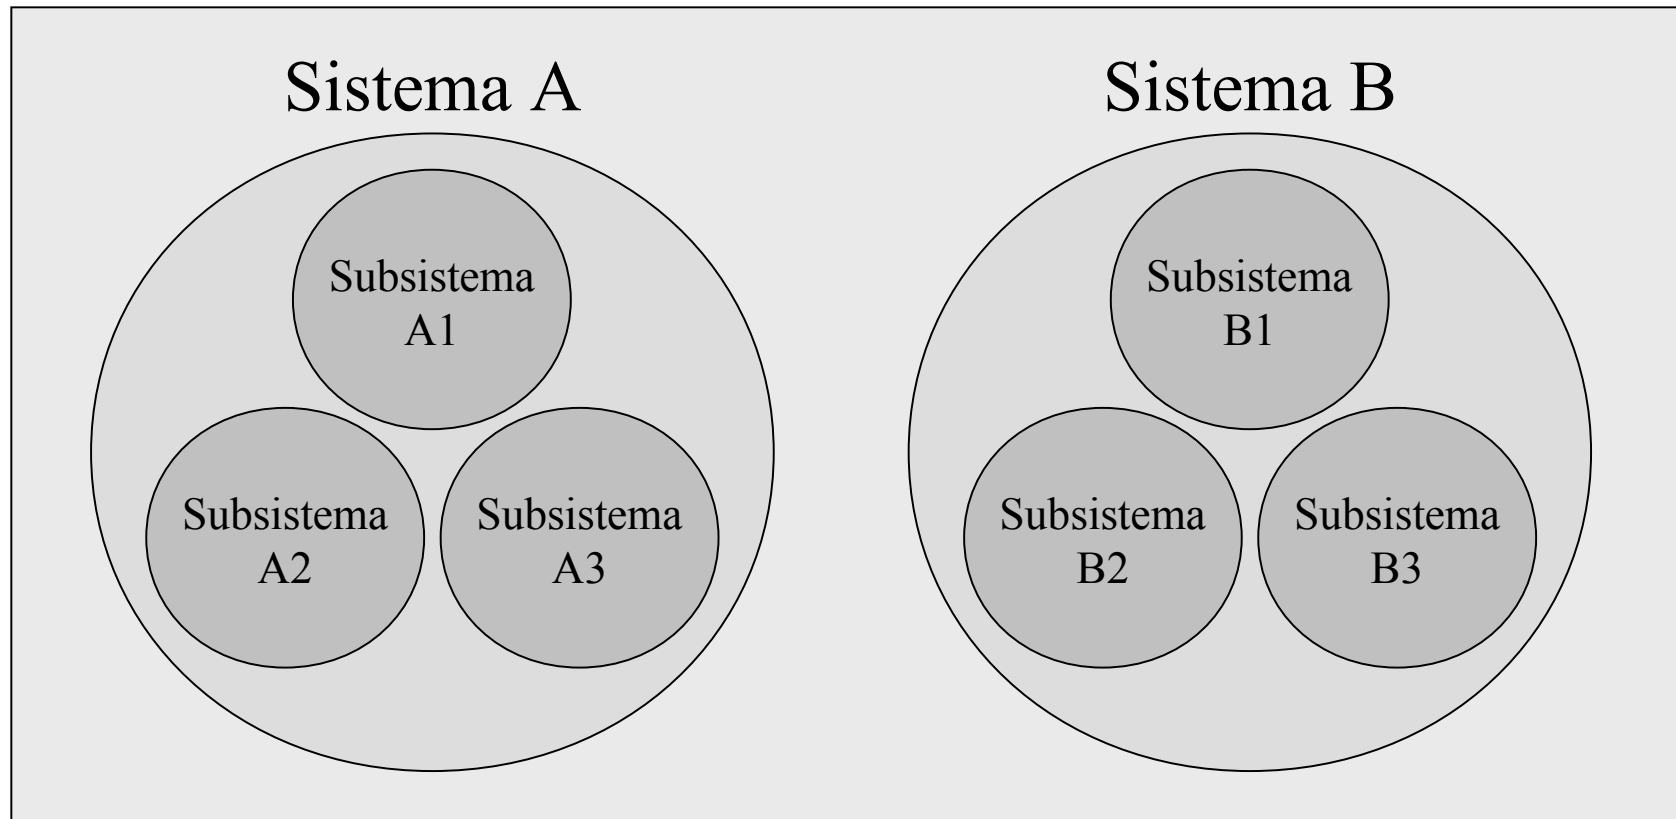 Sistema A
Sistema B
Subsistema
A1
Subsistema
B1
Subsistema
A2
Subsistema
A3
Subsistema
B2
Subsistema
B3